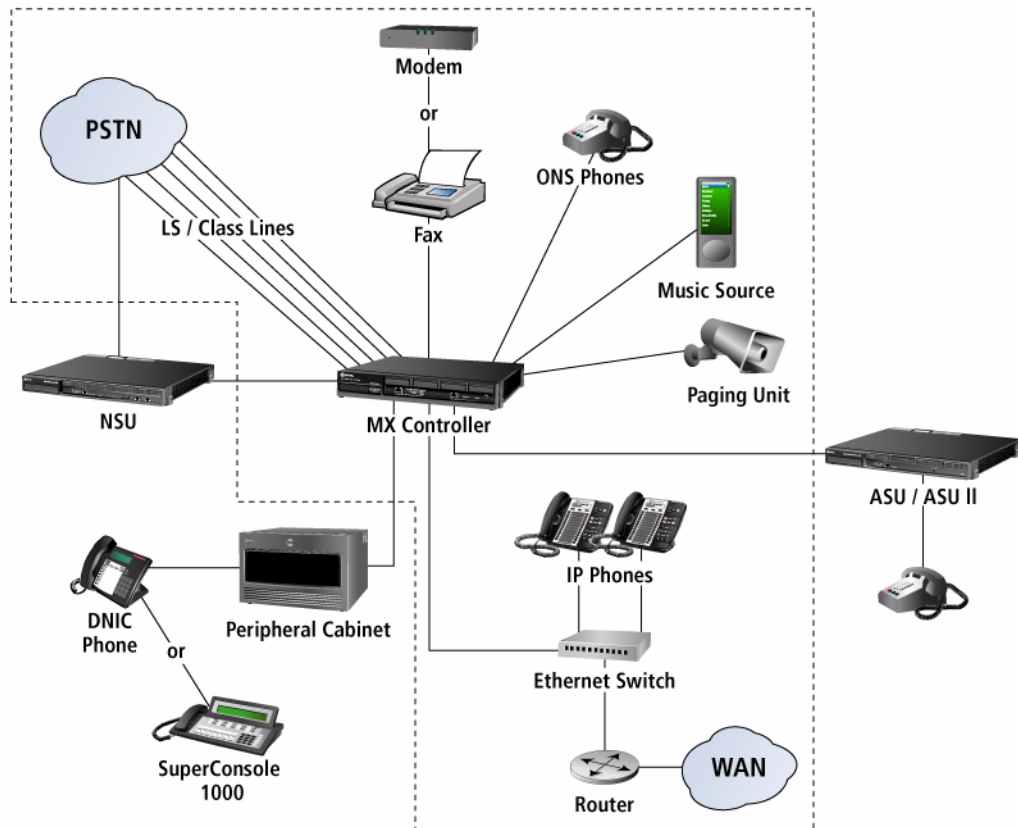 Modem
or
PSTN
ONS Phones
LS / Class Lines
Fax
Music Source
NSU
MX Controller
Paging Unit
ASU / ASU II
IP Phones
DNIC
Phone
Peripheral Cabinet
or
Ethernet Switch
SuperConsole
1000
Router
WAN